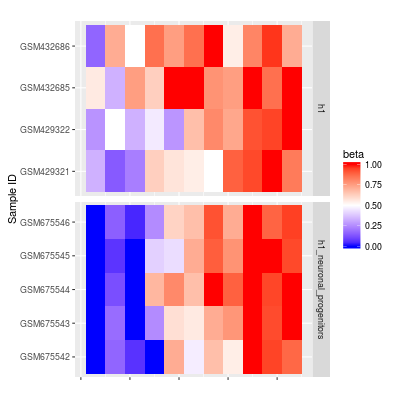 GSM432686
GSM432685
GSM429322
GSM429321
h1
GSM675546
GSM675545
GSM675544
GSM675543
GSM675542
h1_neuronal_progenitors
Sample ID
beta
1.00
0.75
0.50
0.25
0.00